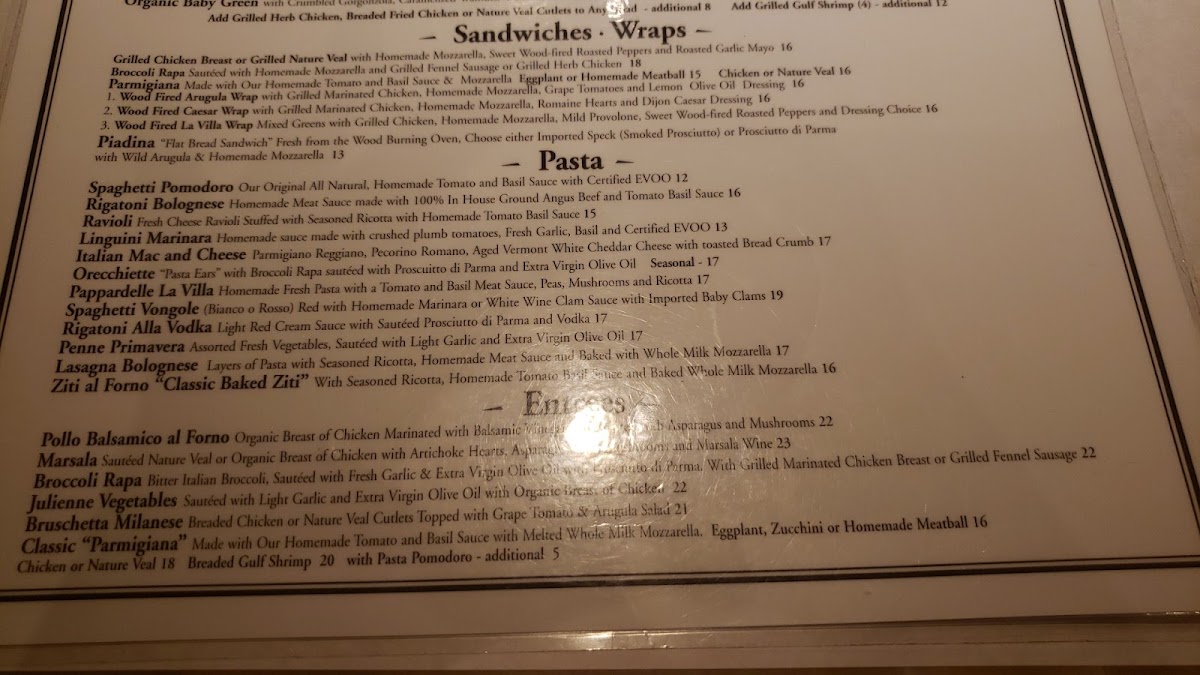 Organic Baby Green with Crumbled Gorgonzola, Caramelized
Add Grilled Herb Chicken, Breaded Fried Chicken or Nature Veal Cutlets to Any Salad - additional 8 Add Grilled Gulf Shrimp (4) - additional 12
– Sandwiches · Wraps –
Grilled Chicken Breast or Grilled Nature Veal with Homemade Mozzarella, Sweet Wood-fired Roasted Peppers and Roasted Garlic Mayo 16
Broccoli Rapa Sautéed with Homemade Mozzarella and Grilled Fennel Sausage or Grilled Herb Chicken 18
Parmigiana Made with Our Homemade Tomato and Basil Sauce & Mozzarella Eggplant or Homemade Meatball 15 Chicken or Nature Veal 16
1. Wood Fired Arugula Wrap with Grilled Marinated Chicken, Homemade Mozzarella, Grape Tomatoes and Lemon Olive Oil Dressing 16
2. Wood Fired Caesar Wrap with Grilled Marinated Chicken, Homemade Mozzarella, Romaine Hearts and Dijon Caesar Dressing 16
3. Wood Fired La Villa Wrap Mixed Greens with Grilled Chicken, Homemade Mozzarella, Mild Provolone, Sweet Wood-fired Roasted Peppers and Dressing Choice 16
Piadina "Flat Bread Sandwich" Fresh from the Wood Burning Oven, Choose either Imported Speck (Smoked Prosciutto) or Prosciutto di Parma
with Wild Arugula & Homemade Mozzarella 13
– Pasta –
Spaghetti Pomodoro Our Original All Natural, Homemade Tomato and Basil Sauce with Certified EVOO 12
Rigatoni Bolognese Homemade Meat Sauce made with 100% In House Ground Angus Beef and Tomato Basil Sauce 16
Ravioli Fresh Cheese Ravioli Stuffed with Seasoned Ricotta with Homemade Tomato Basil Sauce 15
Linguini Marinara Homemade sauce made with crushed plumb tomatoes, Fresh Garlic, Basil and Certified EVOO 13
Italian Mac and Cheese Parmigiano Reggiano, Pecorino Romano, Aged Vermont White Cheddar Cheese with toasted Bread Crumb 17
Orecchiette "Pasta Ears" with Broccoli Rapa sautéed with Proscuitto di Parma and Extra Virgin Olive Oil Seasonal - 17
Pappardelle La Villa Homemade Fresh Pasta with a Tomato and Basil Meat Sauce, Peas, Mushrooms and Ricotta 17
Spaghetti Vongole (Bianco o Rosso) Red with Homemade Marinara or White Wine Clam Sauce with Imported Baby Clams 19
Rigatoni Alla Vodka Light Red Cream Sauce with Sautéed Prosciutto di Parma and Vodka 17
Penne Primavera Assorted Fresh Vegetables, Sautéed with Light Garlic and Extra Virgin Olive Oil 17
Lasagna Bolognese Layers of Pasta with Seasoned Ricotta, Homemade Meat Sauce and Baked with Whole Milk Mozzarella 17
Ziti al Forno "Classic Baked Ziti" With Seasoned Ricotta, Homemade Tomato Basil Sauce and Baked Whole Milk Mozzarella 16
– Entrees –
Pollo Balsamico al Forno Organic Breast of Chicken Marinated with Balsamic Asparagus and Mushrooms 22
Marsala Sautéed Nature Veal or Organic Breast of Chicken with Artichoke Hearts, and Marsala Wine 23
Broccoli Rapa Bitter Italian Broccoli, Sautéed with Fresh Garlic & Extra Virgin Olive Oil di Parma, With Grilled Marinated Chicken Breast or Grilled Fennel Sausage 22
Julienne Vegetables Sautéed with Light Garlic and Extra Virgin Olive Oil with Organic Breast of Chicken 22
Bruschetta Milanese Breaded Chicken or Nature Veal Cutlets Topped with Grape Tomato & Arugula Salad 21
Classic "Parmigiana" Made with Our Homemade Tomato and Basil Sauce with Melted Whole Milk Mozzarella. Eggplant, Zucchini or Homemade Meatball 16
Chicken or Nature Veal 18 Breaded Gulf Shrimp 20 with Pasta Pomodoro - additional 5